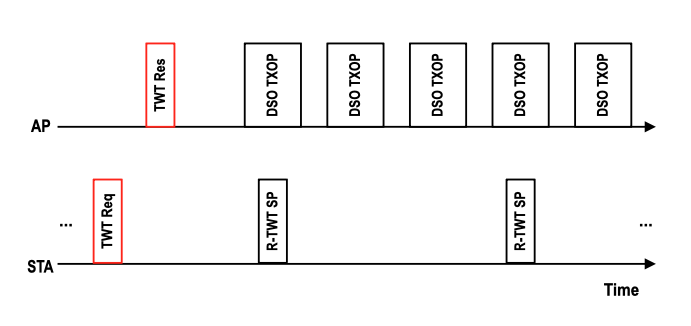 TWT Res
DSO TXOP
DSO TXOP
DSO TXOP
DSO TXOP
DSO TXOP
AP
...
TWT Req
R-TWT SP
R-TWT SP
...
STA
Time